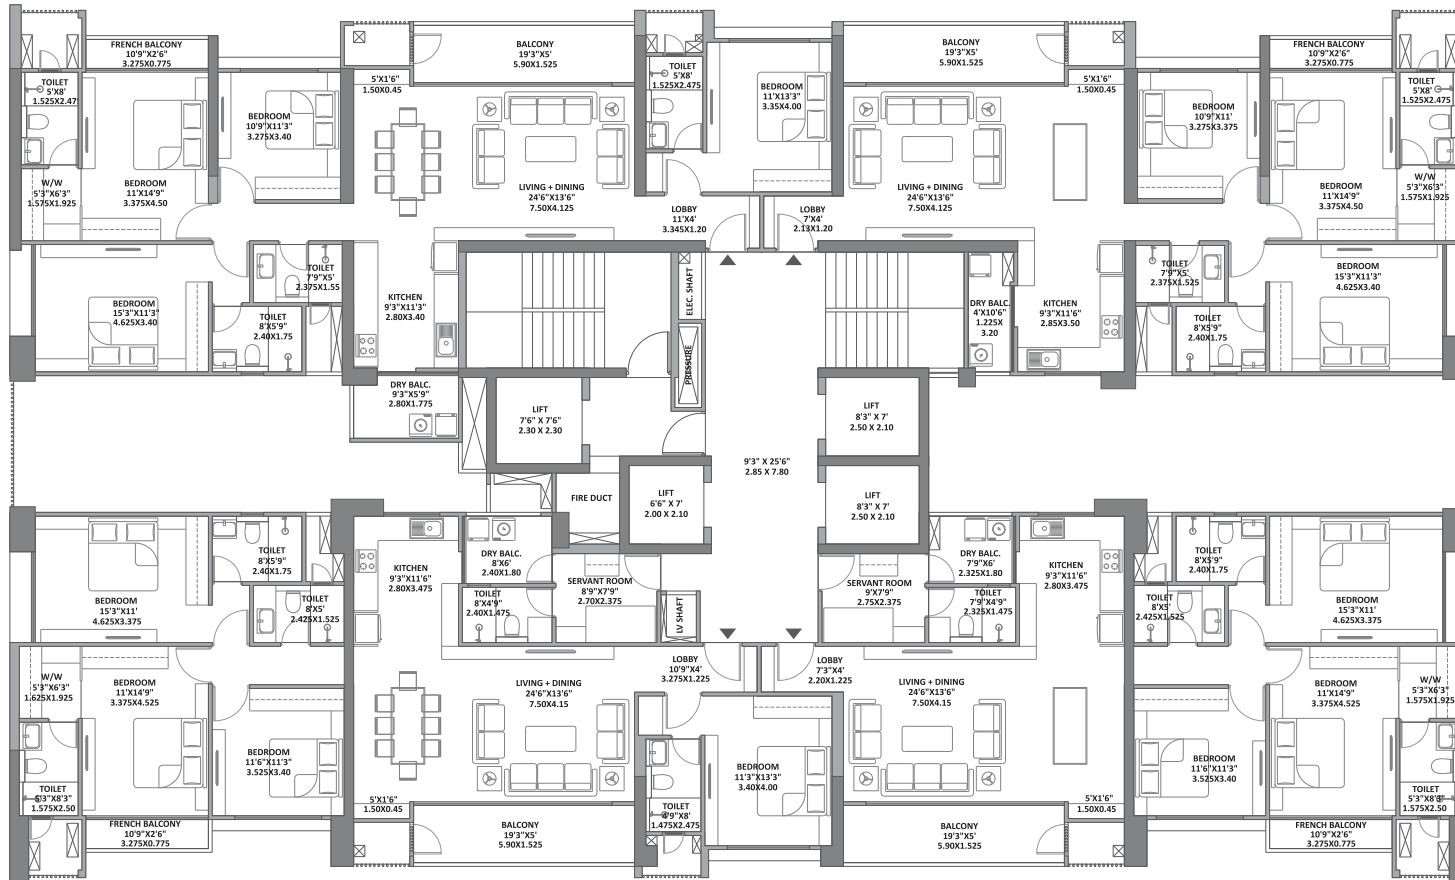 FRENCH BALCONY
10'9"X2'6"
3.275X0.775
BALCONY
19'3"X5'
5.90X1.525
BALCONY
19'3"X5'
5.90X1.525
FRENCH BALCONY
10'9"X2'6"
3.275X0.775
TOILET
5'X8'
1.525X2.475
5'X1'6"
1.50X0.45
TOILET
5'X8'
1.525X2.475
BEDROOM
11'X13'3"
3.35X4.00
5'X1'6"
1.50X0.45
TOILET
5'X8'
1.525X2.475
BEDROOM
10'9"X11'3"
3.275X3.40
BEDROOM
10'9"X11'
3.275X3.375
W/W
5'3"X6'3"
1.575X1.925
BEDROOM
11'X14'9"
3.375X4.50
LIVING + DINING
24'6"X13'6"
7.50X4.125
LIVING + DINING
24'6"X13'6"
7.50X4.125
BEDROOM
11'X14'9"
3.375X4.50
W/W
5'3"X6'3"
1.575X1.925
LOBBY
11'X4'
3.345X1.20
LOBBY
7'X4'
2.13X1.20
BEDROOM
15'3"X11'3"
4.625X3.40
TOILET
7'9"X5'
2.375X1.55
KITCHEN
9'3"X11'3"
2.80X3.40
ELEC. SHAFT
DRY BALC.
4'X10'6"
1.225X
3.20
KITCHEN
9'3"X11'6"
2.85X3.50
TOILET
7'9"X5'
2.375X1.525
BEDROOM
15'3"X11'3"
4.625X3.40
TOILET
8'X5'9"
2.40X1.75
TOILET
8'X5'9"
2.40X1.75
PRESSURE
DRY BALC.
9'3"X5'9"
2.80X1.775
LIFT
7'6" X 7'6"
2.30 X 2.30
LIFT
8'3" X 7'
2.50 X 2.10
9'3" X 25'6"
2.85 X 7.80
FIRE DUCT
LIFT
6'6" X 7'
2.00 X 2.10
LIFT
8'3" X 7'
2.50 X 2.10
TOILET
8'X5'9"
2.40X1.75
KITCHEN
9'3"X11'6"
2.80X3.475
DRY BALC.
8'X6'
2.40X1.80
SERVANT ROOM
8'9"X7'9"
2.70X2.375
SERVANT ROOM
9'X7'9"
2.75X2.375
DRY BALC.
7'9"X6'
2.325X1.80
KITCHEN
9'3"X11'6"
2.80X3.475
TOILET
8'X5'9"
2.40X1.75
BEDROOM
15'3"X11'
4.625X3.375
TOILET
8'X5'
2.425X1.525
TOILET
8'X4'9"
2.40X1.475
LV SHAFT
TOILET
7'9"X4'9"
2.325X1.475
TOILET
8'X5'
2.425X1.525
BEDROOM
15'3"X11'
4.625X3.375
W/W
5'3"X6'3"
1.625X1.925
BEDROOM
11'X14'9"
3.375X4.525
LIVING + DINING
24'6"X13'6"
7.50X4.15
LOBBY
10'9"X4'
3.275X1.225
LOBBY
7'3"X4'
2.20X1.225
LIVING + DINING
24'6"X13'6"
7.50X4.15
BEDROOM
11'X14'9"
3.375X4.525
W/W
5'3"X6'3"
1.575X1.925
BEDROOM
11'6"X11'3"
3.525X3.40
BEDROOM
11'3"X13'3"
3.40X4.00
BEDROOM
11'6"X11'3"
3.525X3.40
TOILET
5'3"X8'3"
1.575X2.50
5'X1'6"
1.50X0.45
TOILET
4'9"X8'
1.475X2.475
5'X1'6"
1.50X0.45
TOILET
5'3"X8'3"
1.575X2.50
FRENCH BALCONY
10'9"X2'6"
3.275X0.775
BALCONY
19'3"X5'
5.90X1.525
BALCONY
19'3"X5'
5.90X1.525
FRENCH BALCONY
10'9"X2'6"
3.275X0.775